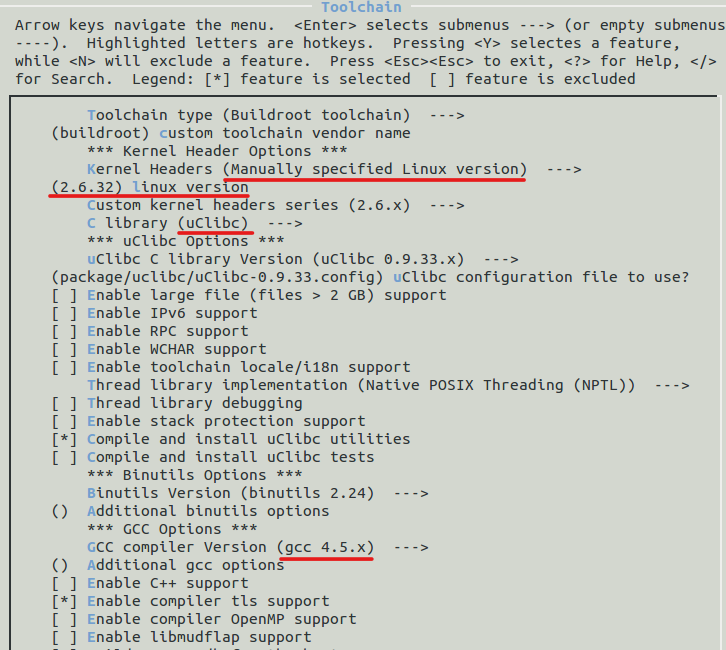 Toolchain
Arrow keys navigate the menu.  <Enter> selects submenus ---> (or empty submenus
----).  Highlighted letters are hotkeys.  Pressing <Y> selectes a feature,
while <N> will exclude a feature.  Press <Esc><Esc> to exit, <?> for Help, </>
for Search.  Legend: [*] feature is selected  [ ] feature is excluded
Toolchain type (Buildroot toolchain)  --->
(buildroot) custom toolchain vendor name
*** Kernel Header Options ***
Kernel Headers (Manually specified Linux version)  --->
(2.6.32) linux version
Custom kernel headers series (2.6.x)  --->
C library (uClibc)  --->
*** uClibc Options ***
uClibc C library Version (uClibc 0.9.33.x)  --->
(package/uclibc/uClibc-0.9.33.config) uClibc configuration file to use?
[ ] Enable large file (files > 2 GB) support
[ ] Enable IPv6 support
[ ] Enable RPC support
[ ] Enable WCHAR support
[ ] Enable toolchain locale/i18n support
Thread library implementation (Native POSIX Threading (NPTL))  --->
[ ] Thread library debugging
[ ] Enable stack protection support
[*] Compile and install uClibc utilities
[ ] Compile and install uClibc tests
*** Binutils Options ***
Binutils Version (binutils 2.24)  --->
()  Additional binutils options
*** GCC Options ***
GCC compiler Version (gcc 4.5.x)  --->
()  Additional gcc options
[ ] Enable C++ support
[*] Enable compiler tls support
[ ] Enable compiler OpenMP support
[ ] Enable libmudflap support